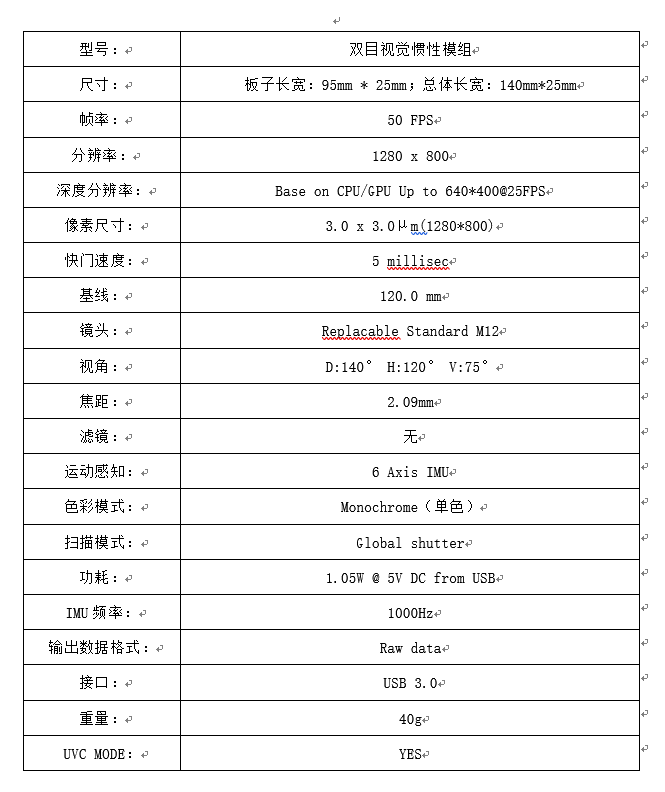 型号： 双目视觉惯性模组
尺寸： 板子长宽：95mm * 25mm；总体长宽：140mm*25mm
帧率： 50 FPS
分辨率： 1280 x 800
深度分辨率： Base on CPU/GPU Up to 640*400@25FPS
像素尺寸： 3.0 x 3.0μm(1280*800)
快门速度： 5 millisec
基线： 120.0 mm
镜头： Replacable Standard M12
视角： D:140° H:120° V:75°
焦距： 2.09mm
滤镜： 无
运动感知： 6 Axis IMU
色彩模式： Monochrome（单色）
扫描模式： Global shutter
功耗： 1.05W @ 5V DC from USB
IMU 频率： 1000Hz
输出数据格式： Raw data
接口： USB 3.0
重量： 40g
UVC MODE： YES